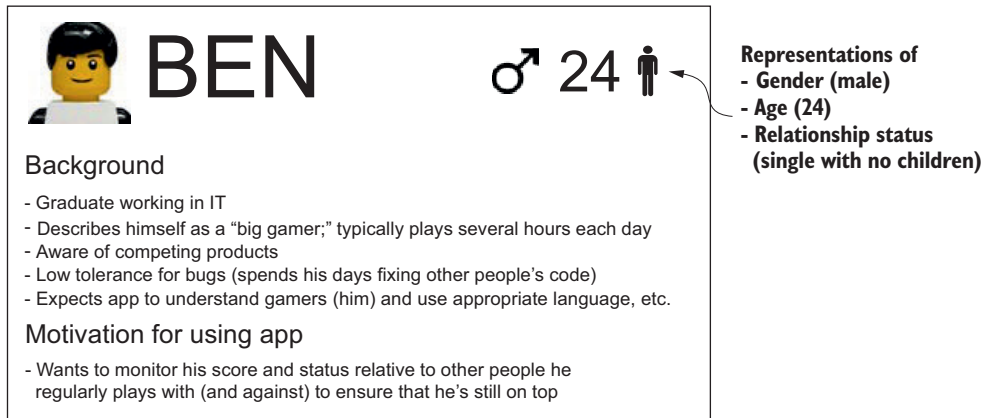 BEN
♂ 24
Representations of
- Gender (male)
- Age (24)
- Relationship status
(single with no children)
Background
- Graduate working in IT
- Describes himself as a “big gamer;” typically plays several hours each day
- Aware of competing products
- Low tolerance for bugs (spends his days fixing other people’s code)
- Expects app to understand gamers (him) and use appropriate language, etc.
Motivation for using app
- Wants to monitor his score and status relative to other people he
regularly plays with (and against) to ensure that he’s still on top